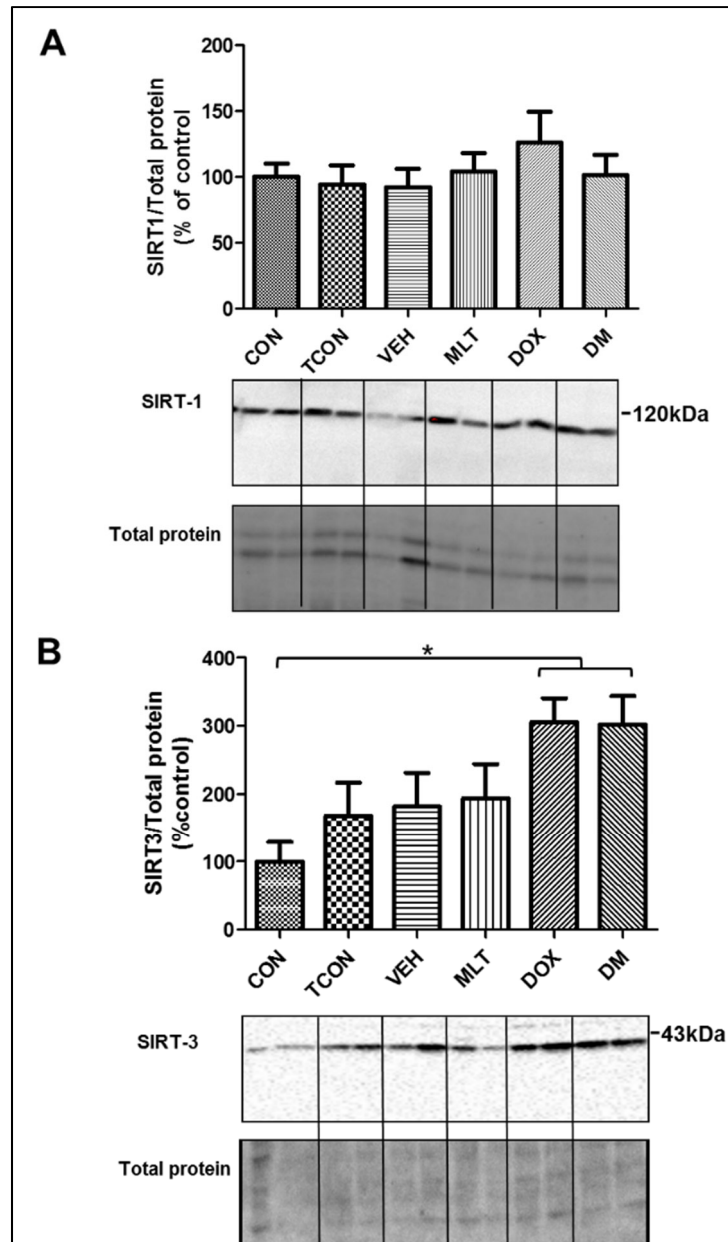 A
SIRT1/Total protein
(% of control)
200
150
100
50
0
CON TCON VEH MLT DOX DM
SIRT-1
-120kDa
Total protein
B
SIRT3/Total protein
(%control)
400
300
200
100
0
*
CON TCON VEH MLT DOX DM
SIRT-3
-43kDa
Total protein